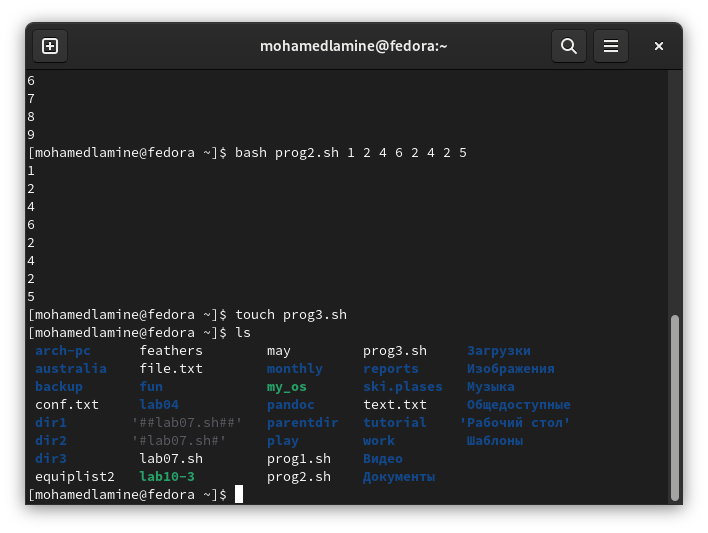 mohamedlamine@fedora:~
6
7
8
9
[mohamedlamine@fedora ~]$ bash prog2.sh 1 2 4 6 2 4 2 5
1
2
4
6
2
4
2
5
[mohamedlamine@fedora ~]$ touch prog3.sh
[mohamedlamine@fedora ~]$ ls
arch-pc feathers may prog3.sh Загрузки
australia file.txt monthly reports Изображения
backup fun my_os ski.plases Музыка
conf.txt lab04 pandoc text.txt Общедоступные
dir1 '##lab07.sh##' parentdir tutorial 'Рабочий стол'
dir2 '#lab07.sh#' play work Шаблоны
dir3 lab07.sh prog1.sh Видео
equiplist2 lab10-3 prog2.sh Документы
[mohamedlamine@fedora ~]$